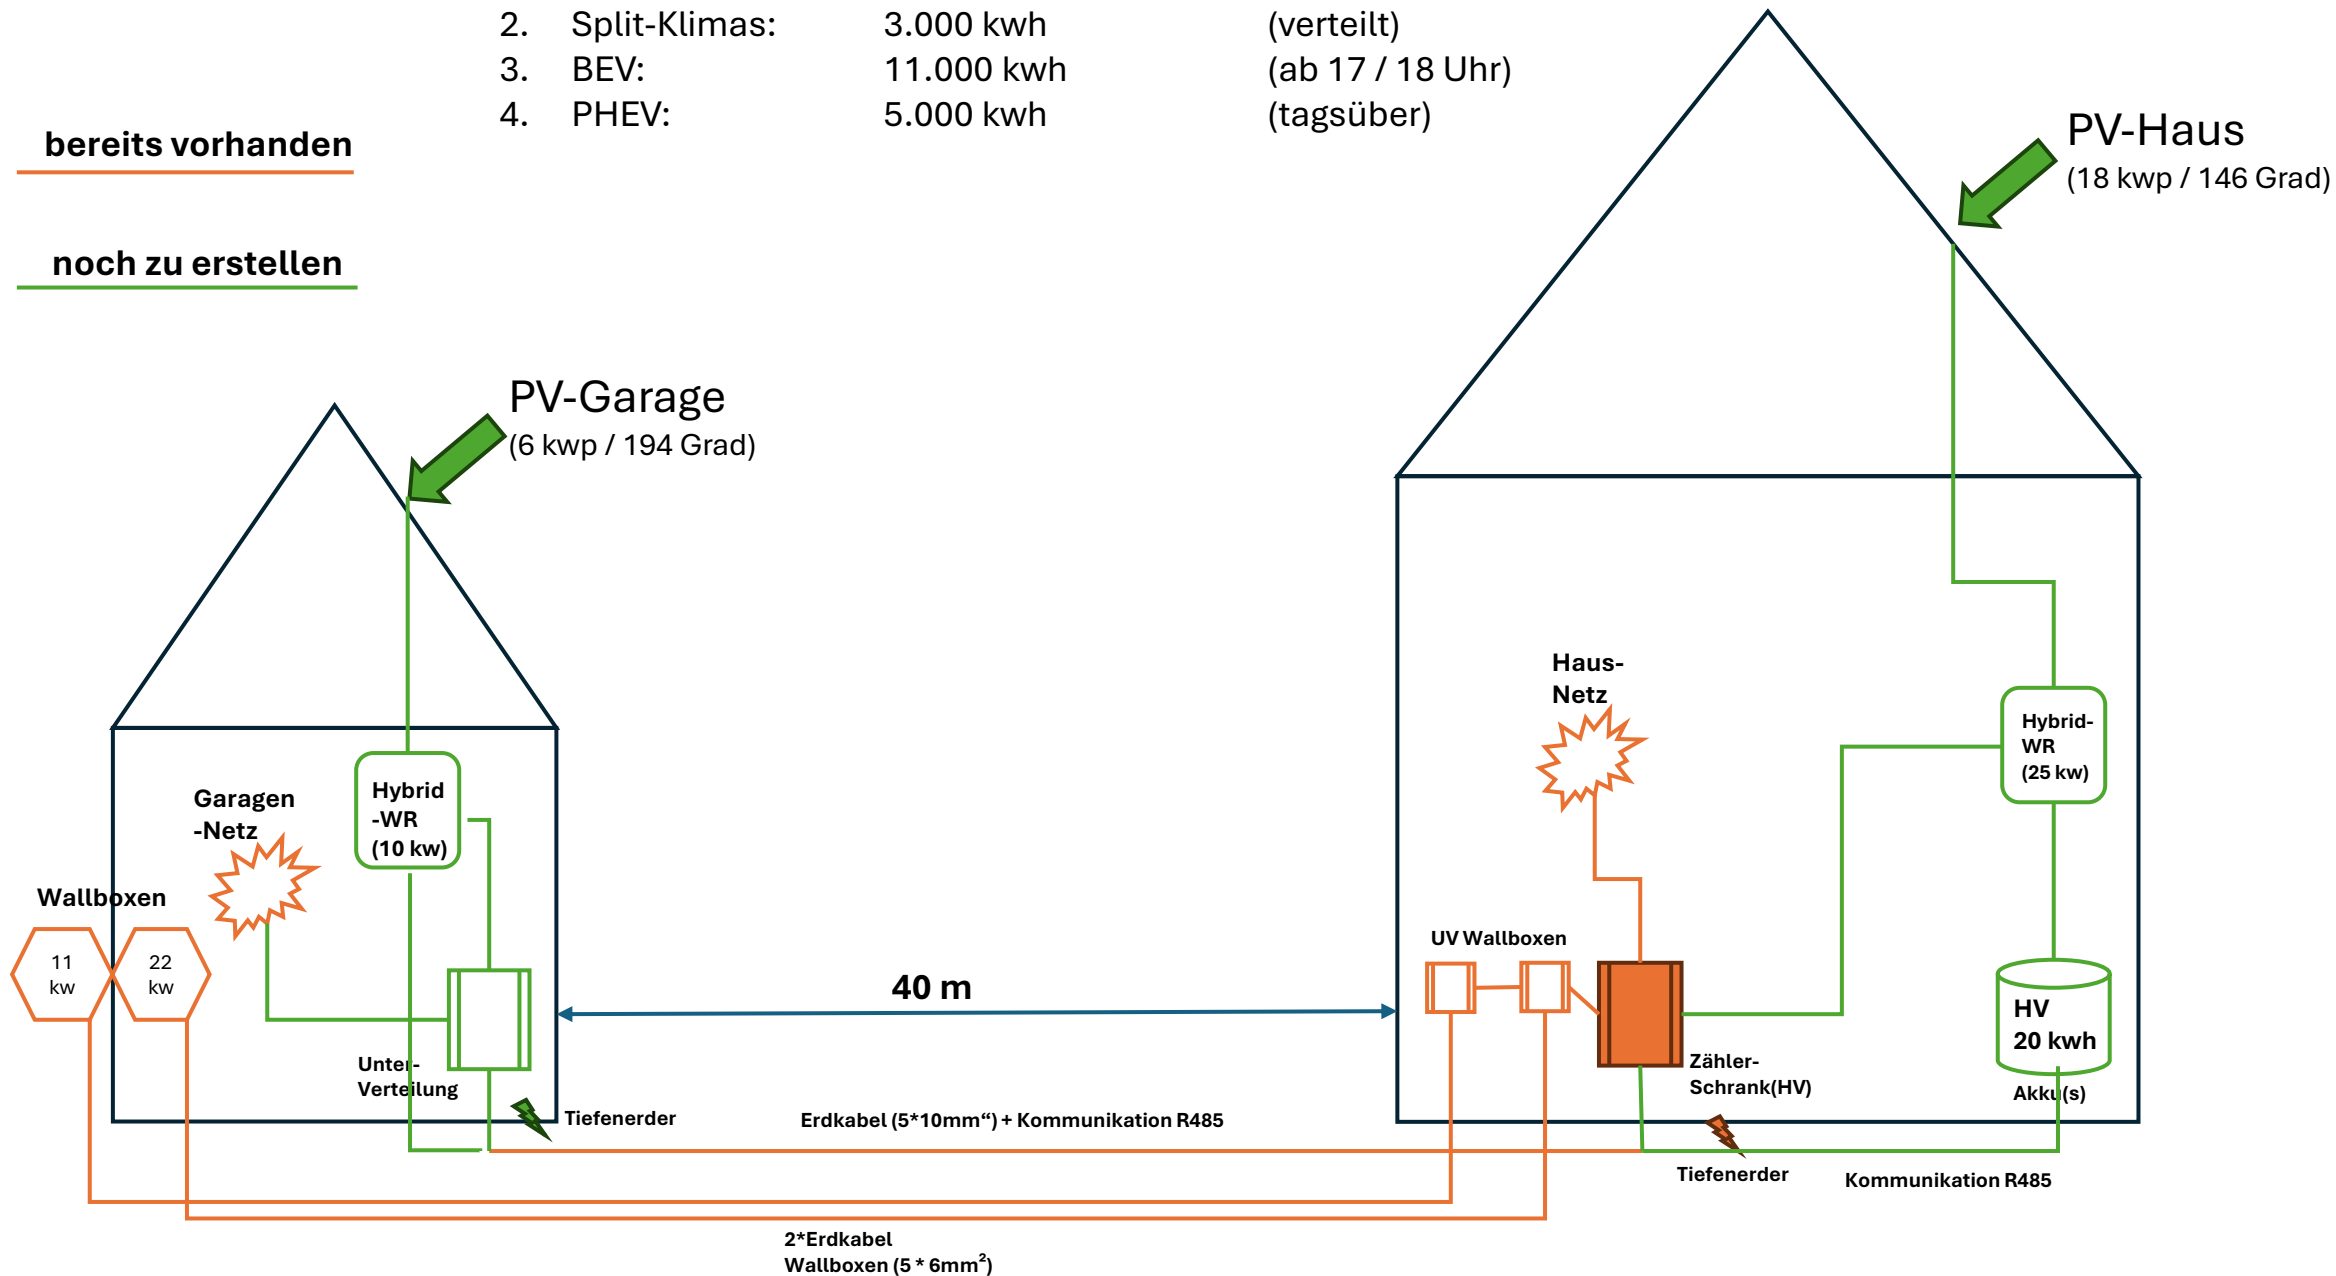 2. Split-Klimas: 3.000 kwh (verteilt)
3. BEV: 11.000 kwh (ab 17 / 18 Uhr)
4. PHEV: 5.000 kwh (tagsüber)
bereits vorhanden
noch zu erstellen
PV-Haus
(18 kwp / 146 Grad)
PV-Garage
(6 kwp / 194 Grad)
Haus-
Netz
Hybrid-
WR
(25 kw)
Hybrid
-WR
(10 kw)
Garagen
-Netz
Wallboxen
11
kw
22
kw
UV Wallboxen
40 m
HV
20 kwh
Unter-
Verteilung
Zähler-
Schrank(HV)
Akku(s)
Tiefenerder
Erdkabel (5*10mm“) + Kommunikation R485
Tiefenerder
Kommunikation R485
2*Erdkabel
Wallboxen (5 * 6mm²)